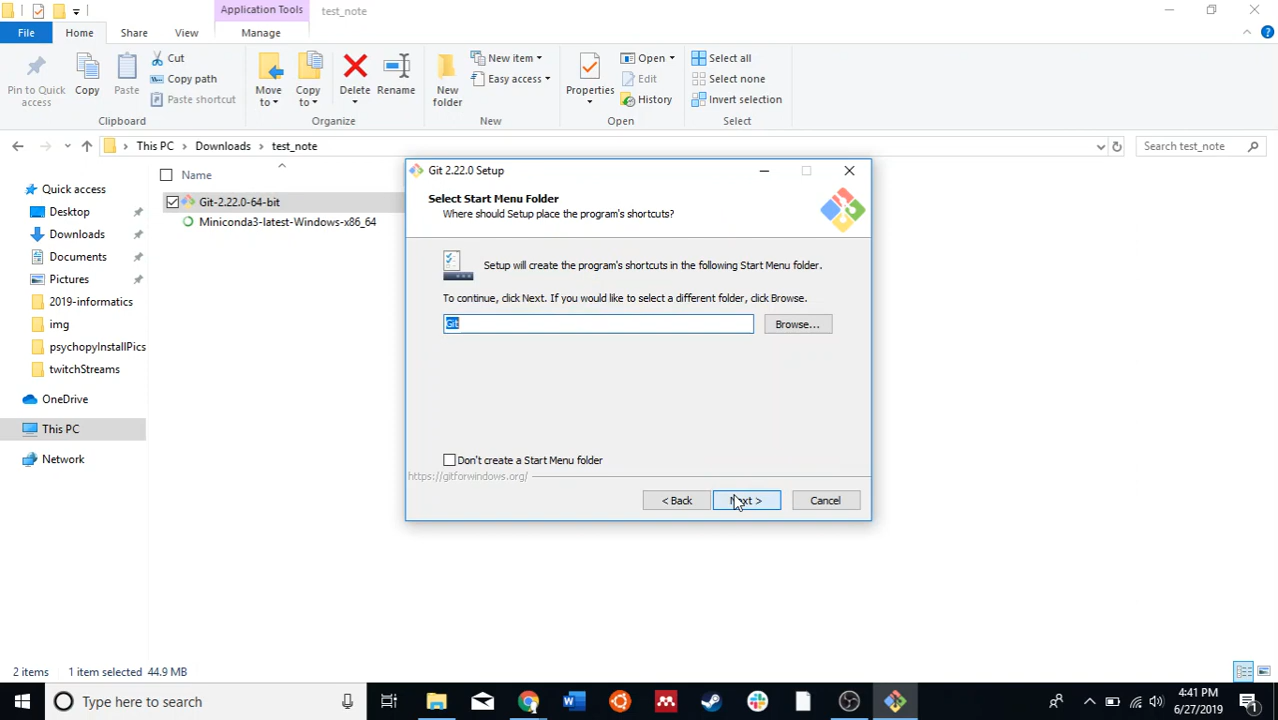 Application Tools
test_note
File
Home
Share
View
Manage
Pin to Quick access
Copy
Paste
Cut
Copy path
Paste shortcut
Clipboard
Move to
Copy to
Delete
Rename
Organize
New folder
New item
Easy access
New
Properties
Open
Edit
History
Open
Select all
Select none
Invert selection
Select
This PC > Downloads > test_note
Search test_note
Name
Quick access
Desktop
Downloads
Documents
Pictures
2019-informatics
img
psychopyInstallPics
twitchStreams
OneDrive
This PC
Network
Git-2.22.0-64-bit
Miniconda3-latest-Windows-x86_64
Git 2.22.0 Setup
Select Start Menu Folder
Where should Setup place the program's shortcuts?
Setup will create the program's shortcuts in the following Start Menu folder.
To continue, click Next. If you would like to select a different folder, click Browse.
Git
Browse...
Don't create a Start Menu folder
https://gitforwindows.org/
< Back
Next >
Cancel
2 items
1 item selected 44.9 MB
Type here to search
4:41 PM
6/27/2019
1